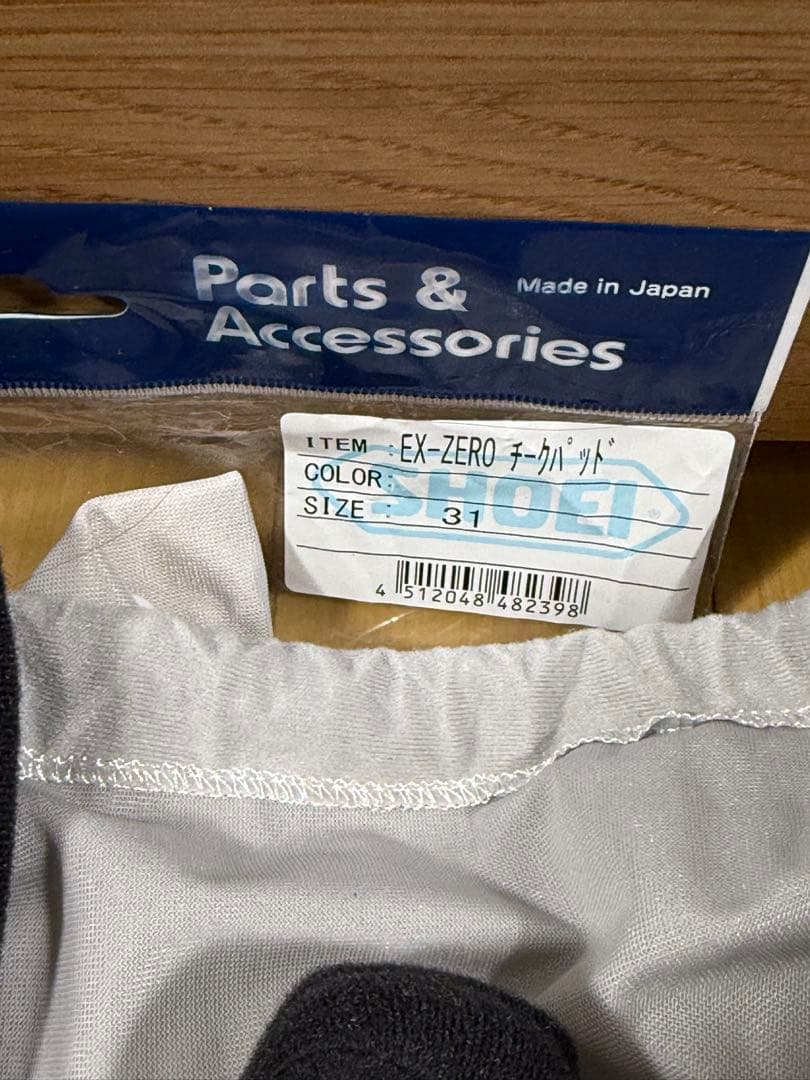 Parts &
Accessories
Made in Japan
ITEM :EX-ZERO ﾁｰｸﾊﾟｯﾄﾞ
COLOR:
SIZE : 31
SHOEI®
4 512048 482398